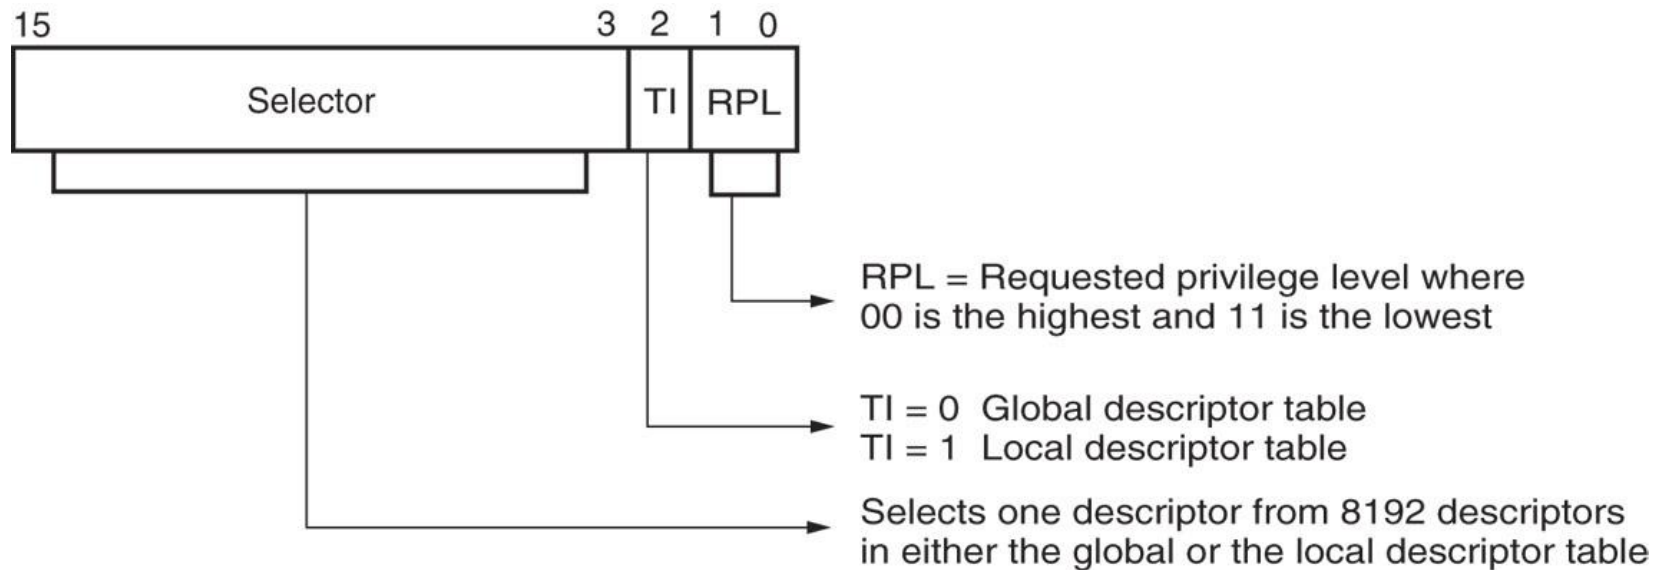 15 3 2 1 0
Selector TI RPL
RPL = Requested privilege level where
00 is the highest and 11 is the lowest
TI = 0 Global descriptor table
TI = 1 Local descriptor table
Selects one descriptor from 8192 descriptors
in either the global or the local descriptor table